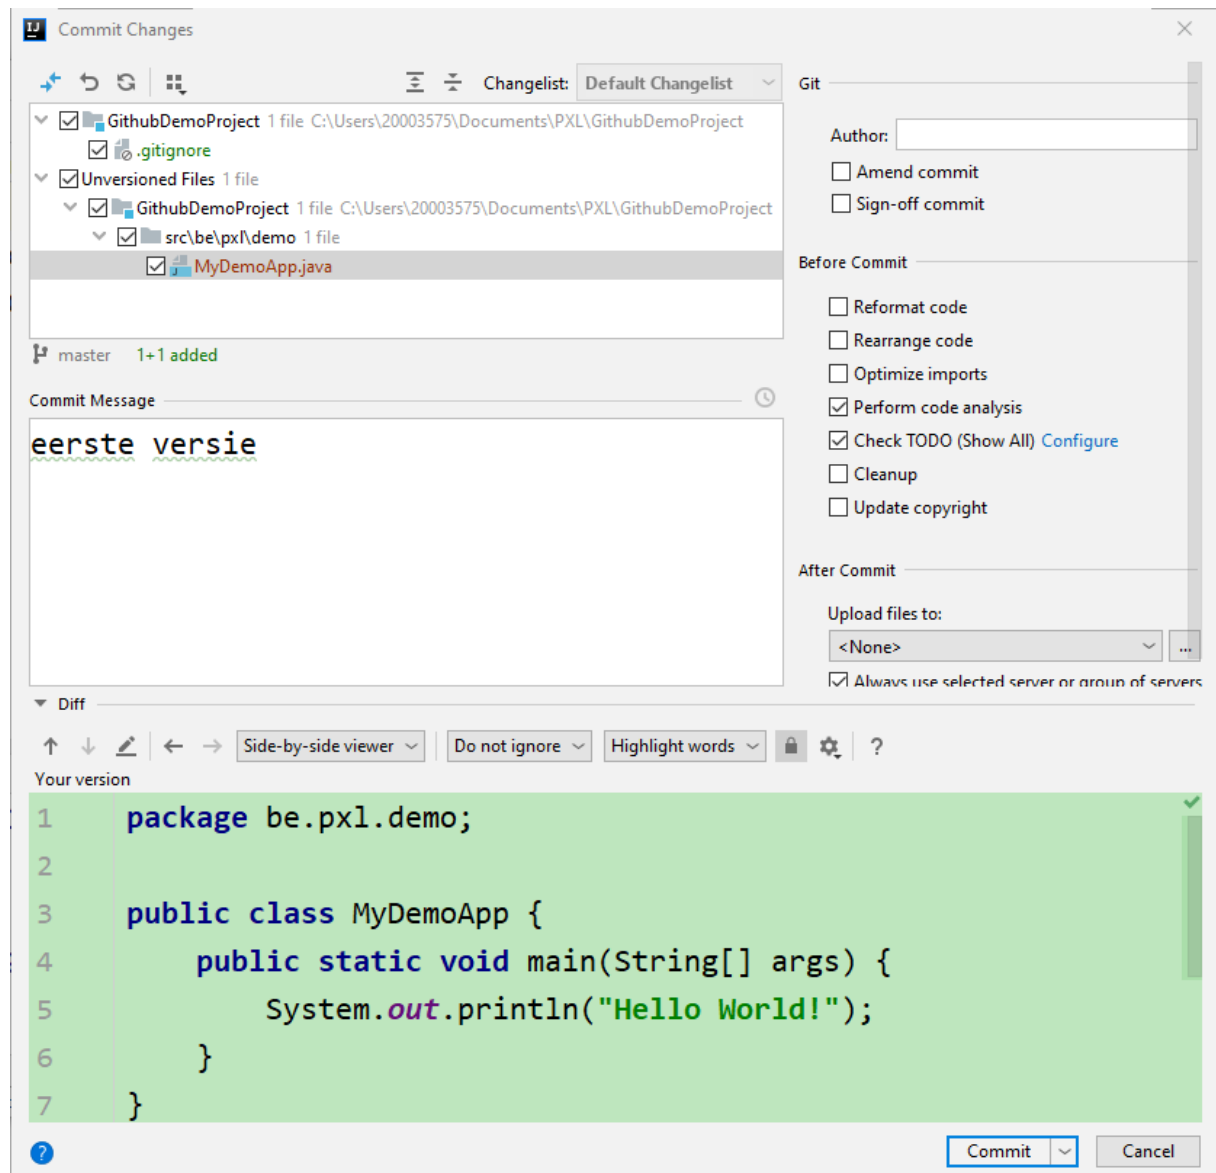 Commit Changes
Changelist: Default Changelist
GithubDemoProject 1 file C:\Users\20003575\Documents\PXL\GithubDemoProject
.gitignore
Unversioned Files 1 file
GithubDemoProject 1 file C:\Users\20003575\Documents\PXL\GithubDemoProject
src\be\pxl\demo 1 file
MyDemoApp.java
master 1+1 added
Commit Message
eerste versie
Git
Author:
Amend commit
Sign-off commit
Before Commit
Reformat code
Rearrange code
Optimize imports
Perform code analysis
Check TODO (Show All) Configure
Cleanup
Update copyright
After Commit
Upload files to:
<None> ...
Always use selected server or group of servers
Diff
Side-by-side viewer Do not ignore Highlight words ?
Your version
1 package be.pxl.demo;
2
3 public class MyDemoApp {
4 public static void main(String[] args) {
5 System.out.println("Hello World!");
6 }
7 }
? Commit Cancel